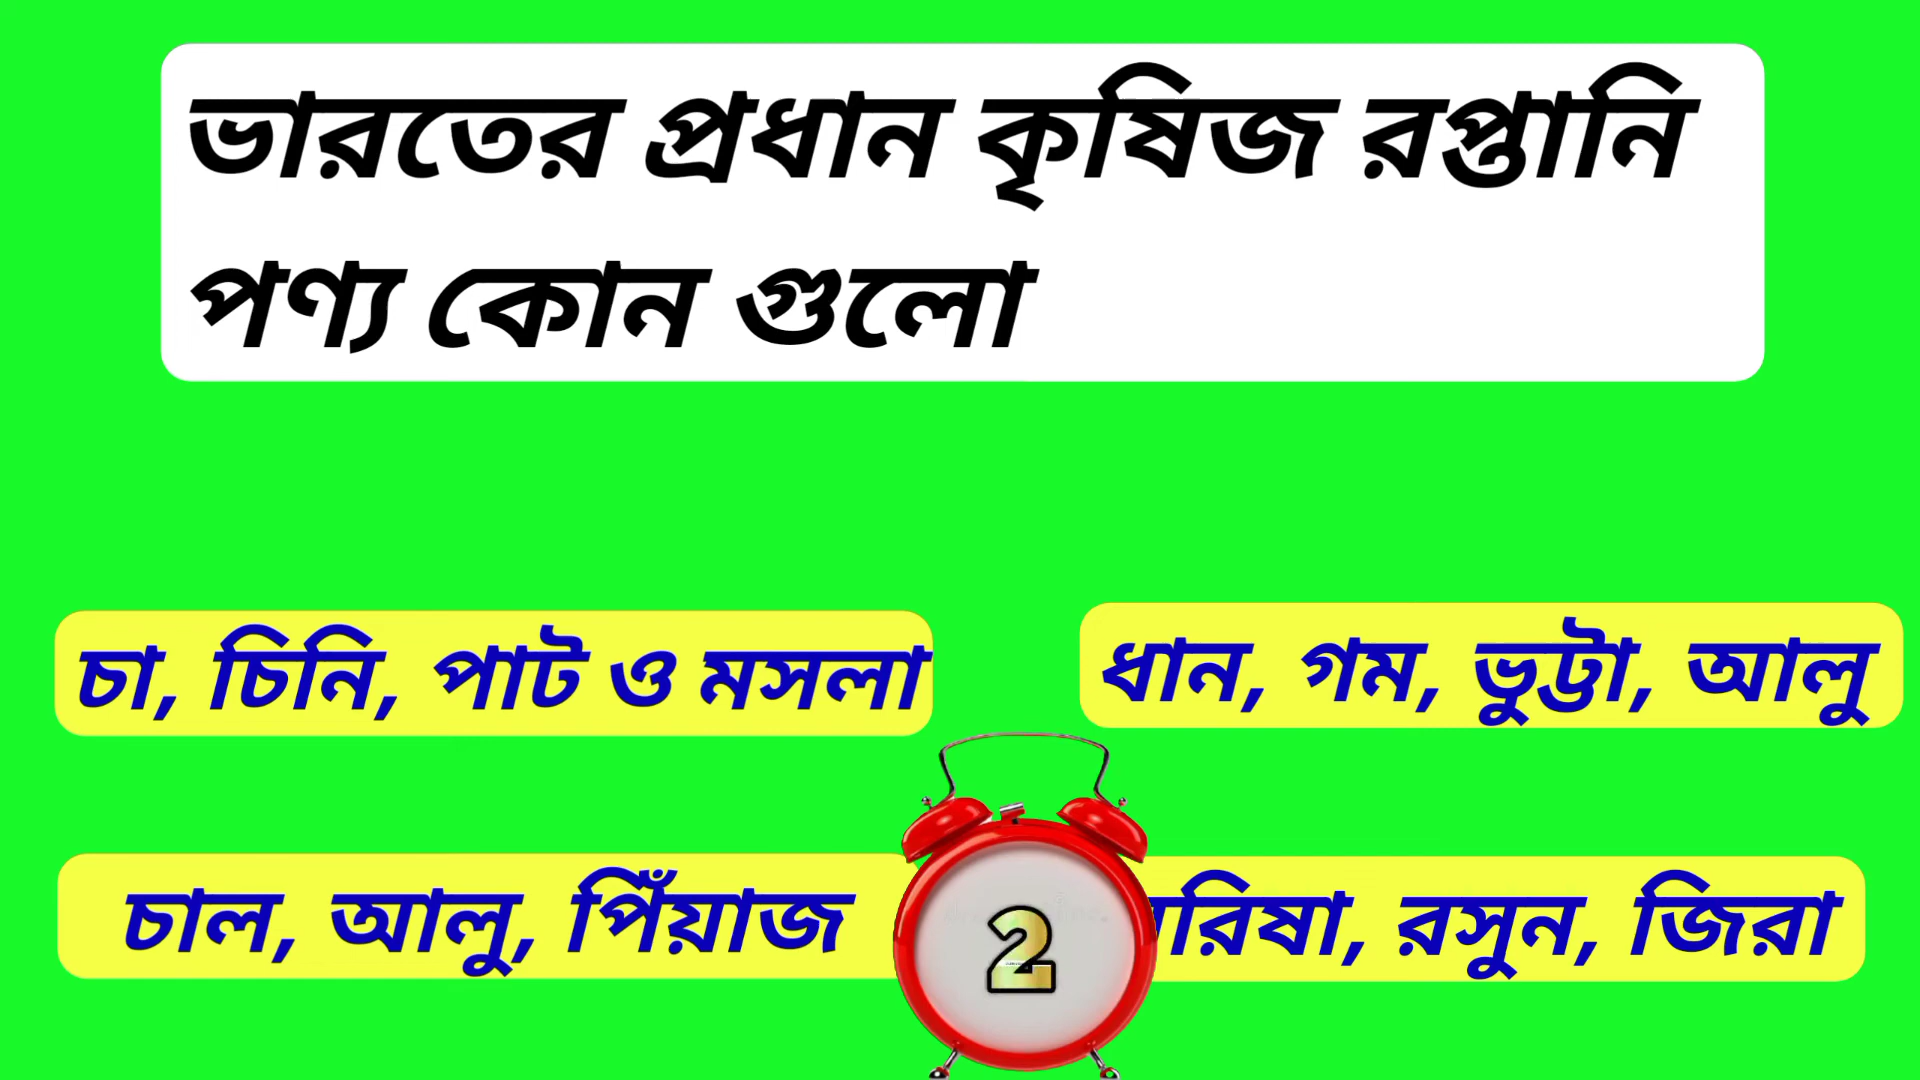 ভারতের প্রধান কৃষিজ রপ্তানি
পণ্য কোন গুলো
চা, চিনি, পাট ও মসলা
ধান, গম, ভুট্টা, আলু
চাল, আলু, পিঁয়াজ
রসুন, জিরা
2